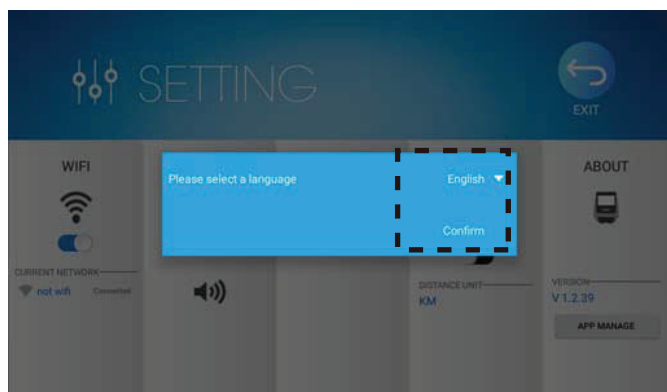 SETTING
EXIT
WIFI
ABOUT
Please select a language
English
Confirm
CURRENT NETWORK
not wifi Connected
DISTANCE UNIT
KM
VERSION
V 1.2.39
APP MANAGE